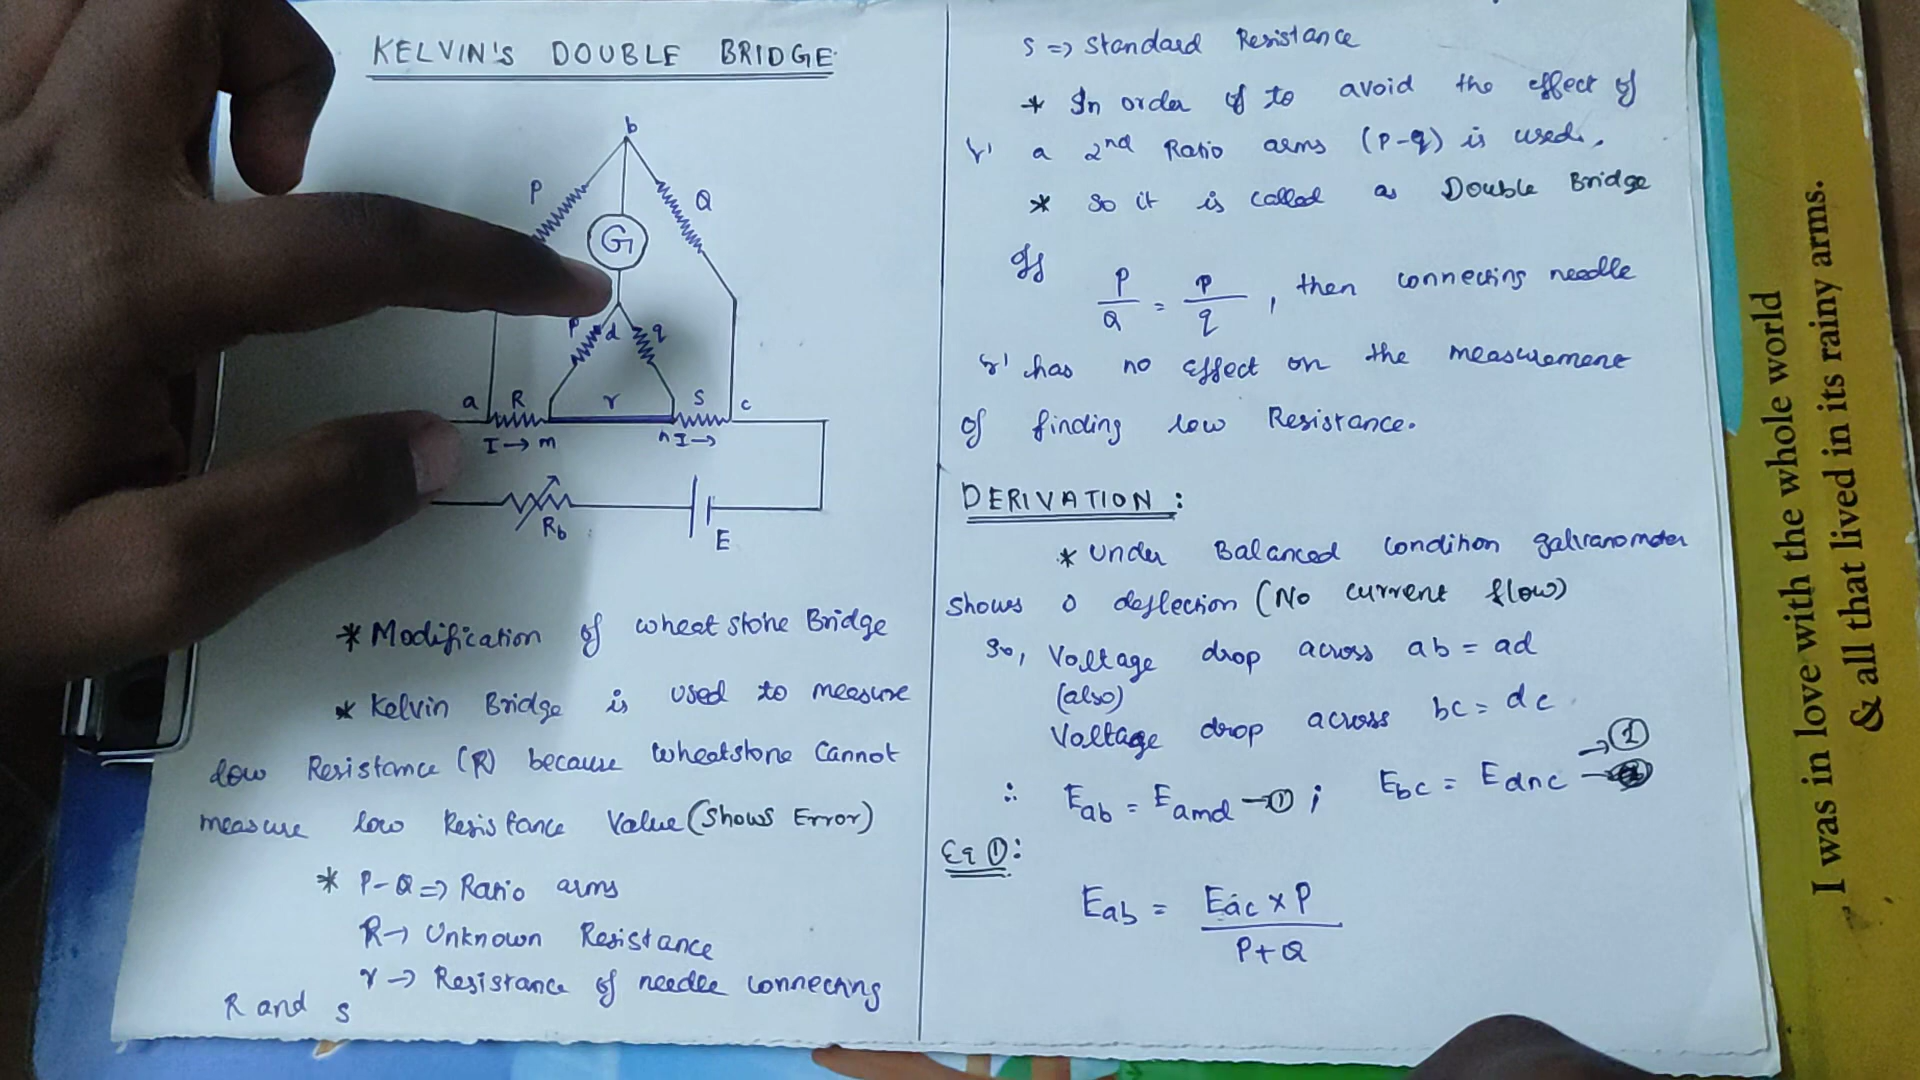 KELVIN'S DOUBLE BRIDGE
b
P
Q
G
P
d
q
a
R
r
S
c
I → m
n I →
Rb
E
* Modification of wheat stone Bridge
* Kelvin Bridge is used to measure
low Resistance (R) because wheatstone cannot
measure low Resistance Value (Shows Error)
* P-Q => Ratio arms
R → Unknown Resistance
r → Resistance of needle connecting
R and S
S => Standard Resistance
* In order to avoid the effect of
'r' a 2nd Ratio arms (p-q) is used.
* So it is called as Double Bridge
If P/Q = p/q , then connecting needle
'r' has no effect on the measurement
of finding low Resistance.
DERIVATION :
* Under Balanced condition galvanometer
shows 0 deflection (No current flow)
So, Voltage drop across ab = ad
(also)
Voltage drop across bc = dc
∴ Eab = Eamd → ① ; Ebc = Ednc → ②
Eq ①:
Eab = Eac x P
P+Q
I was in love with the whole world
& all that lived in its rainy arms.